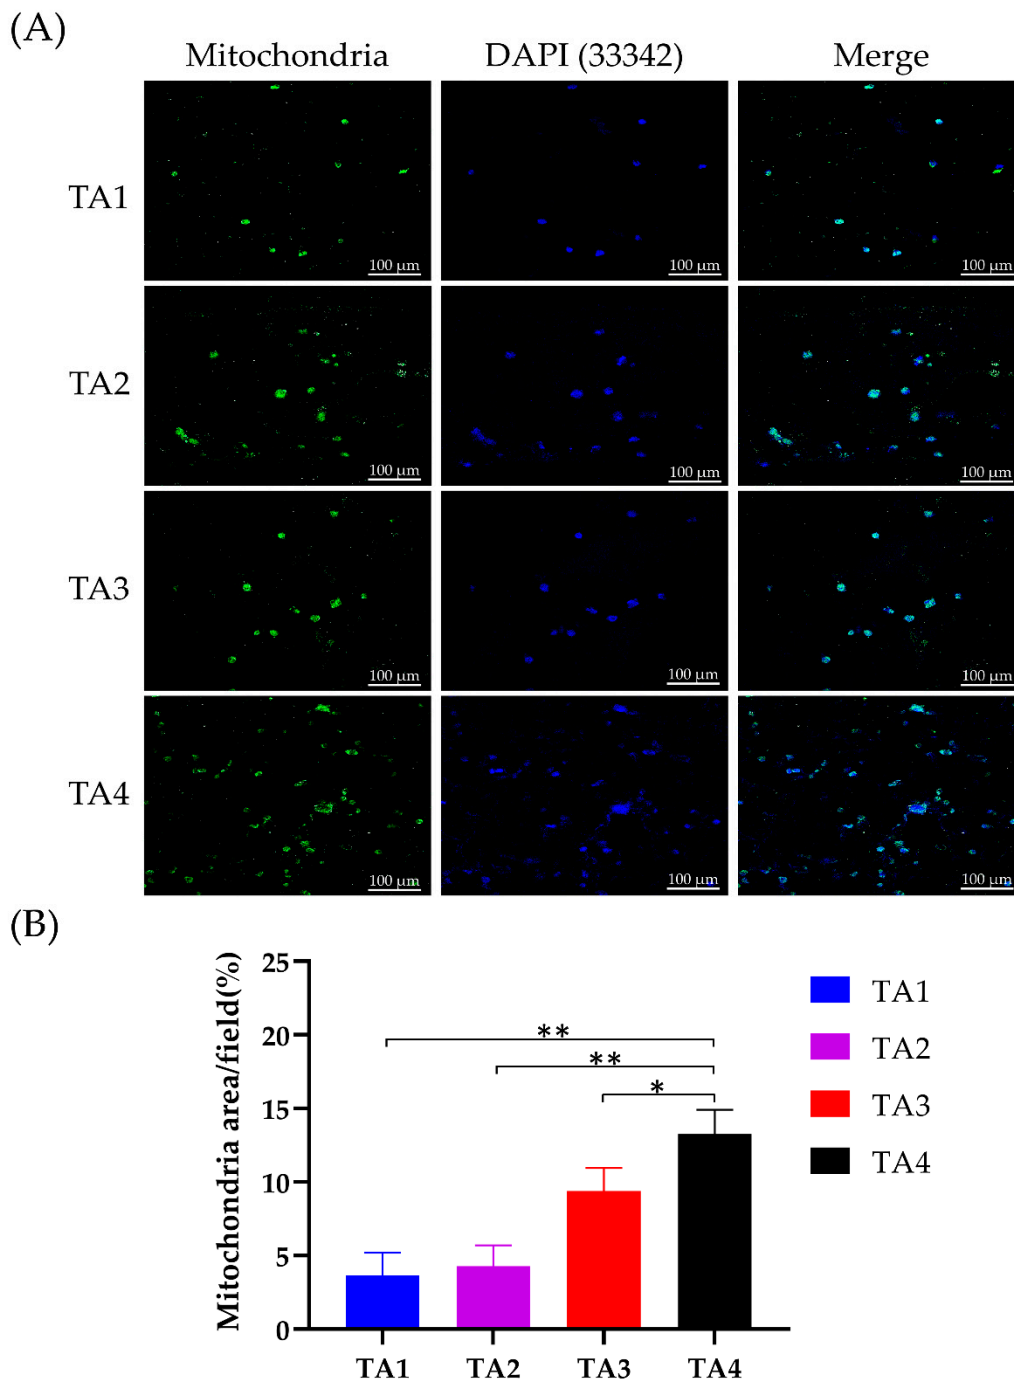 (A)
Mitochondria DAPI (33342) Merge
TA1
100 µm 100 µm 100 µm
TA2
100 µm 100 µm 100 µm
TA3
100 µm 100 µm 100 µm
TA4
100 µm 100 µm 100 µm
(B)
Mitochondria area/field(%)
25
20
15
10
5
0
**
**
*
TA1 TA2 TA3 TA4
TA1
TA2
TA3
TA4